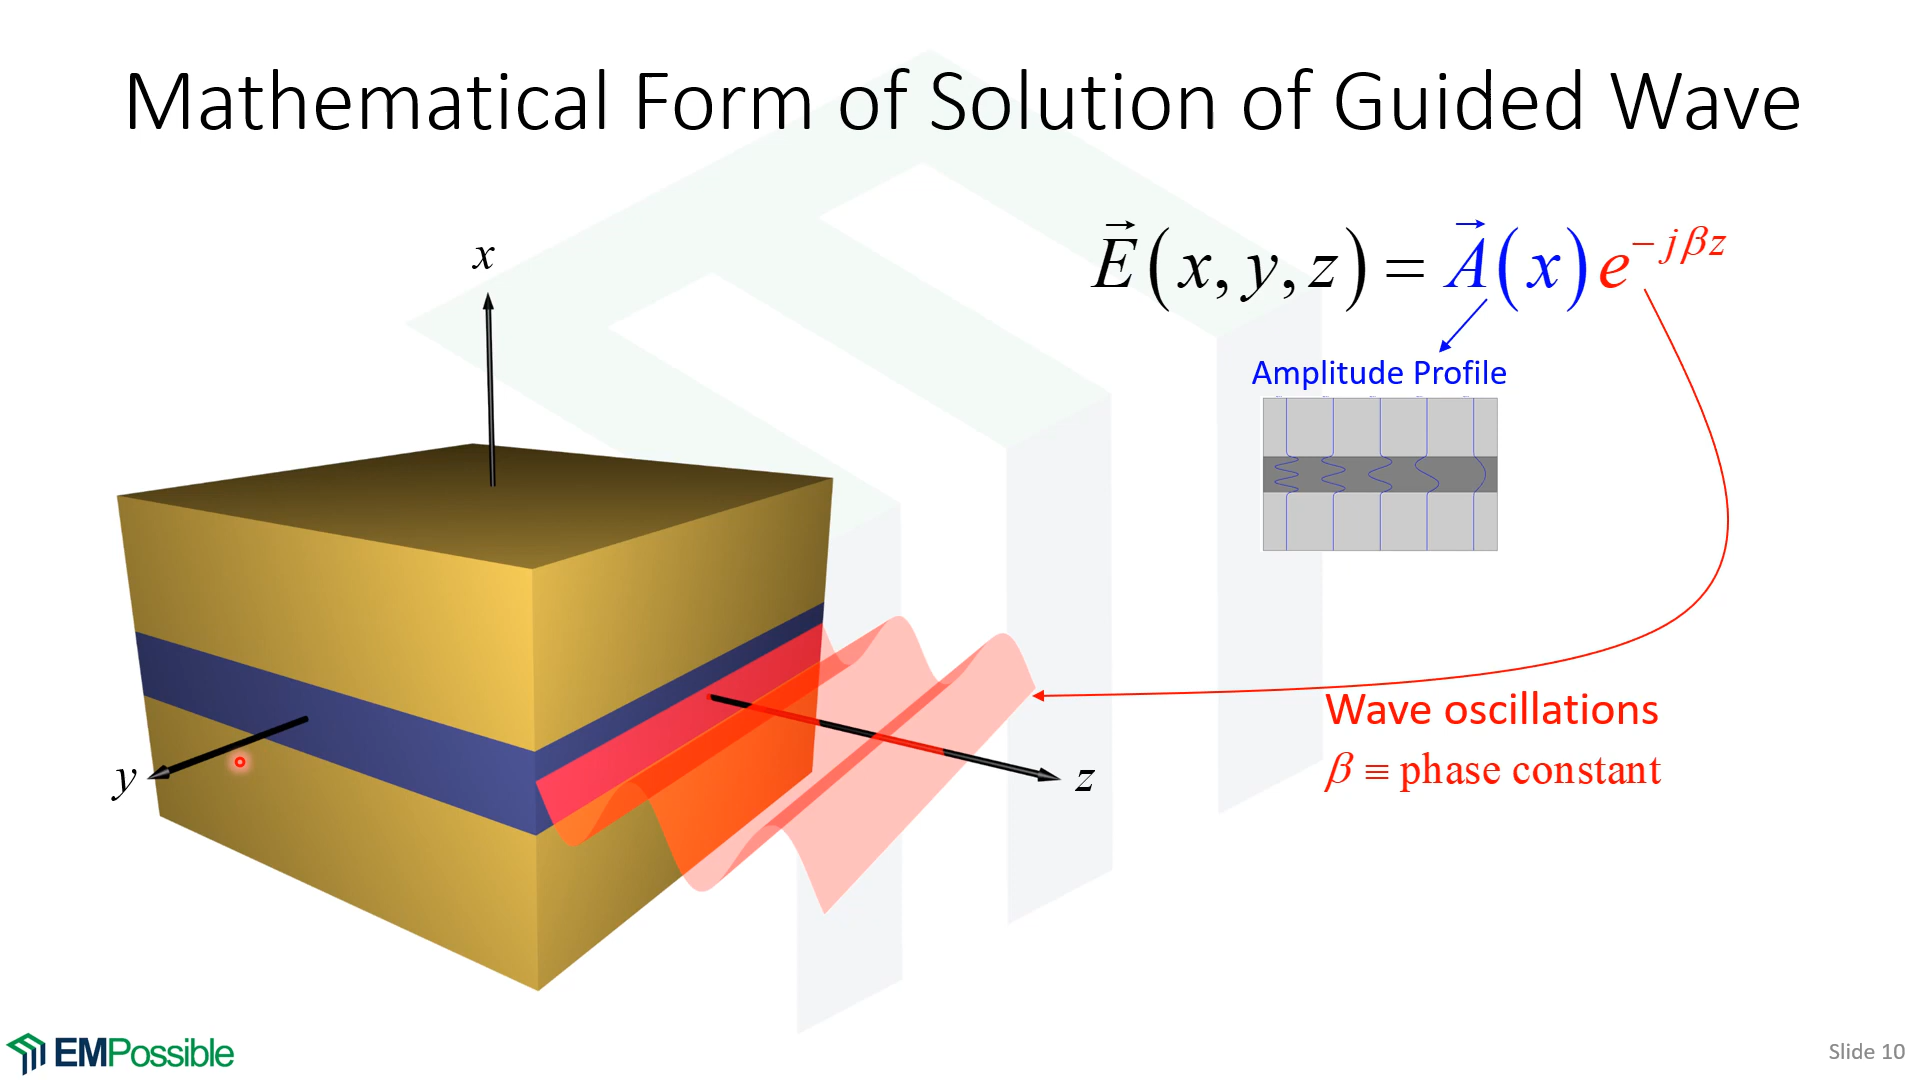 Mathematical Form of Solution of Guided Wave
x
E⃗(x, y, z) = A⃗(x) e^{-jβz}
Amplitude Profile
Wave oscillations
β ≡ phase constant
y
z
EMPossible
Slide 10